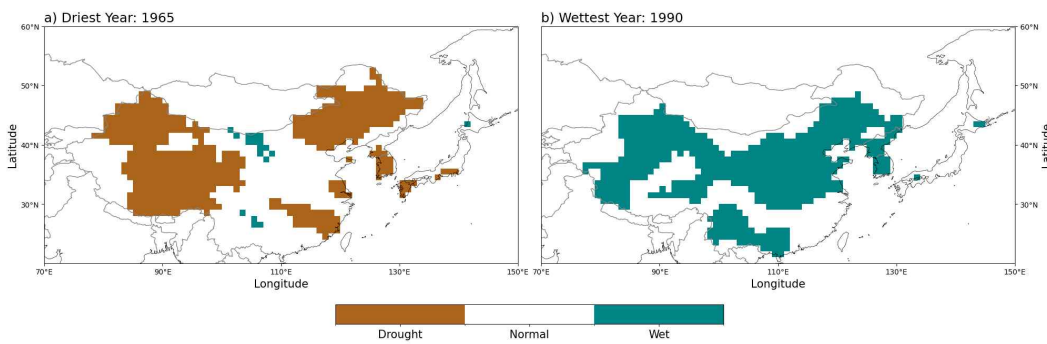 a) Driest Year: 1965
60°N
50°N
40°N
30°N
Latitude
70°E
90°E
110°E
130°E
150°E
Longitude
b) Wettest Year: 1990
60°N
50°N
40°N
30°N
Latitude
70°E
90°E
110°E
130°E
150°E
Longitude
Drought
Normal
Wet